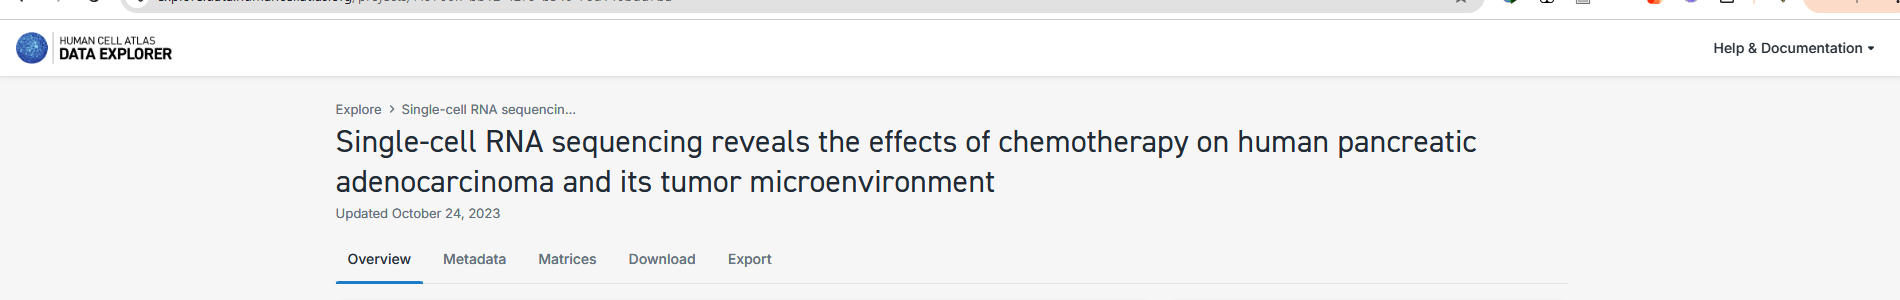 HUMAN CELL ATLAS
DATA EXPLORER
Help & Documentation
Explore > Single-cell RNA sequencin...
Single-cell RNA sequencing reveals the effects of chemotherapy on human pancreatic
adenocarcinoma and its tumor microenvironment
Updated October 24, 2023
Overview Metadata Matrices Download Export